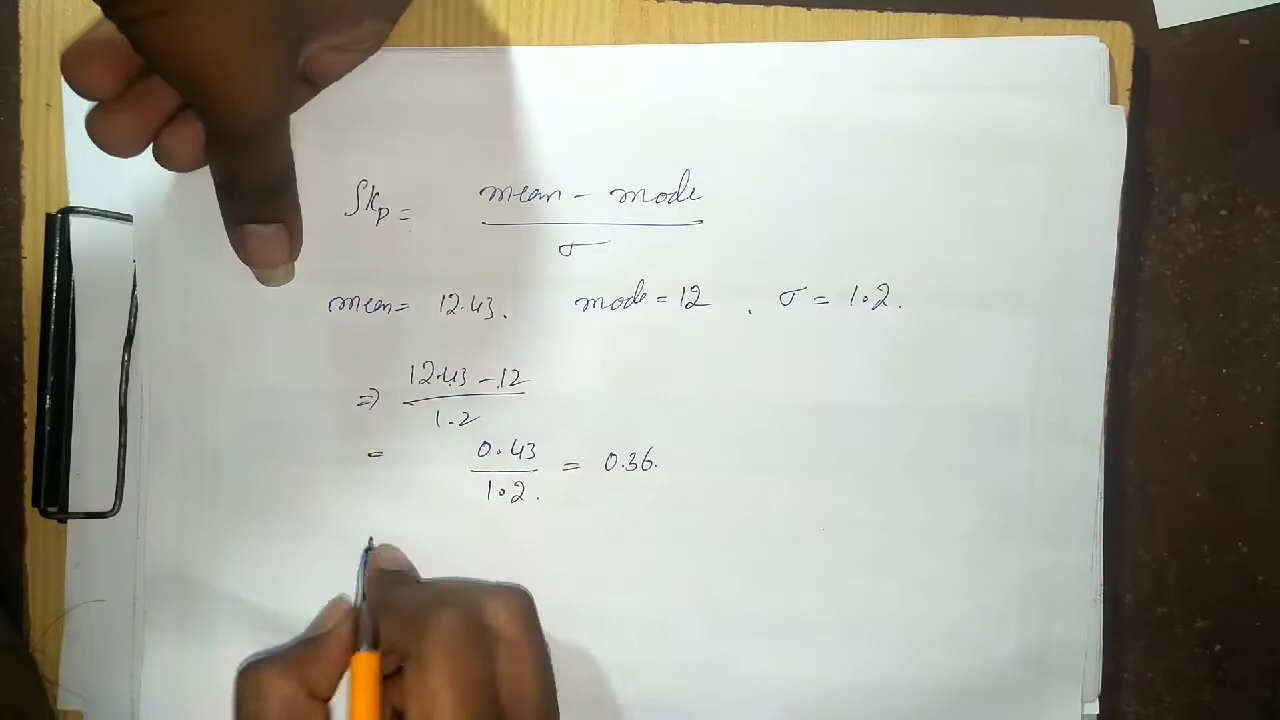 SKp = mean - mode
σ
mean = 12.43. mode = 12 . σ = 1.2.
⇒ 12.43 - 12
1.2
= 0.43 = 0.36.
1.2.